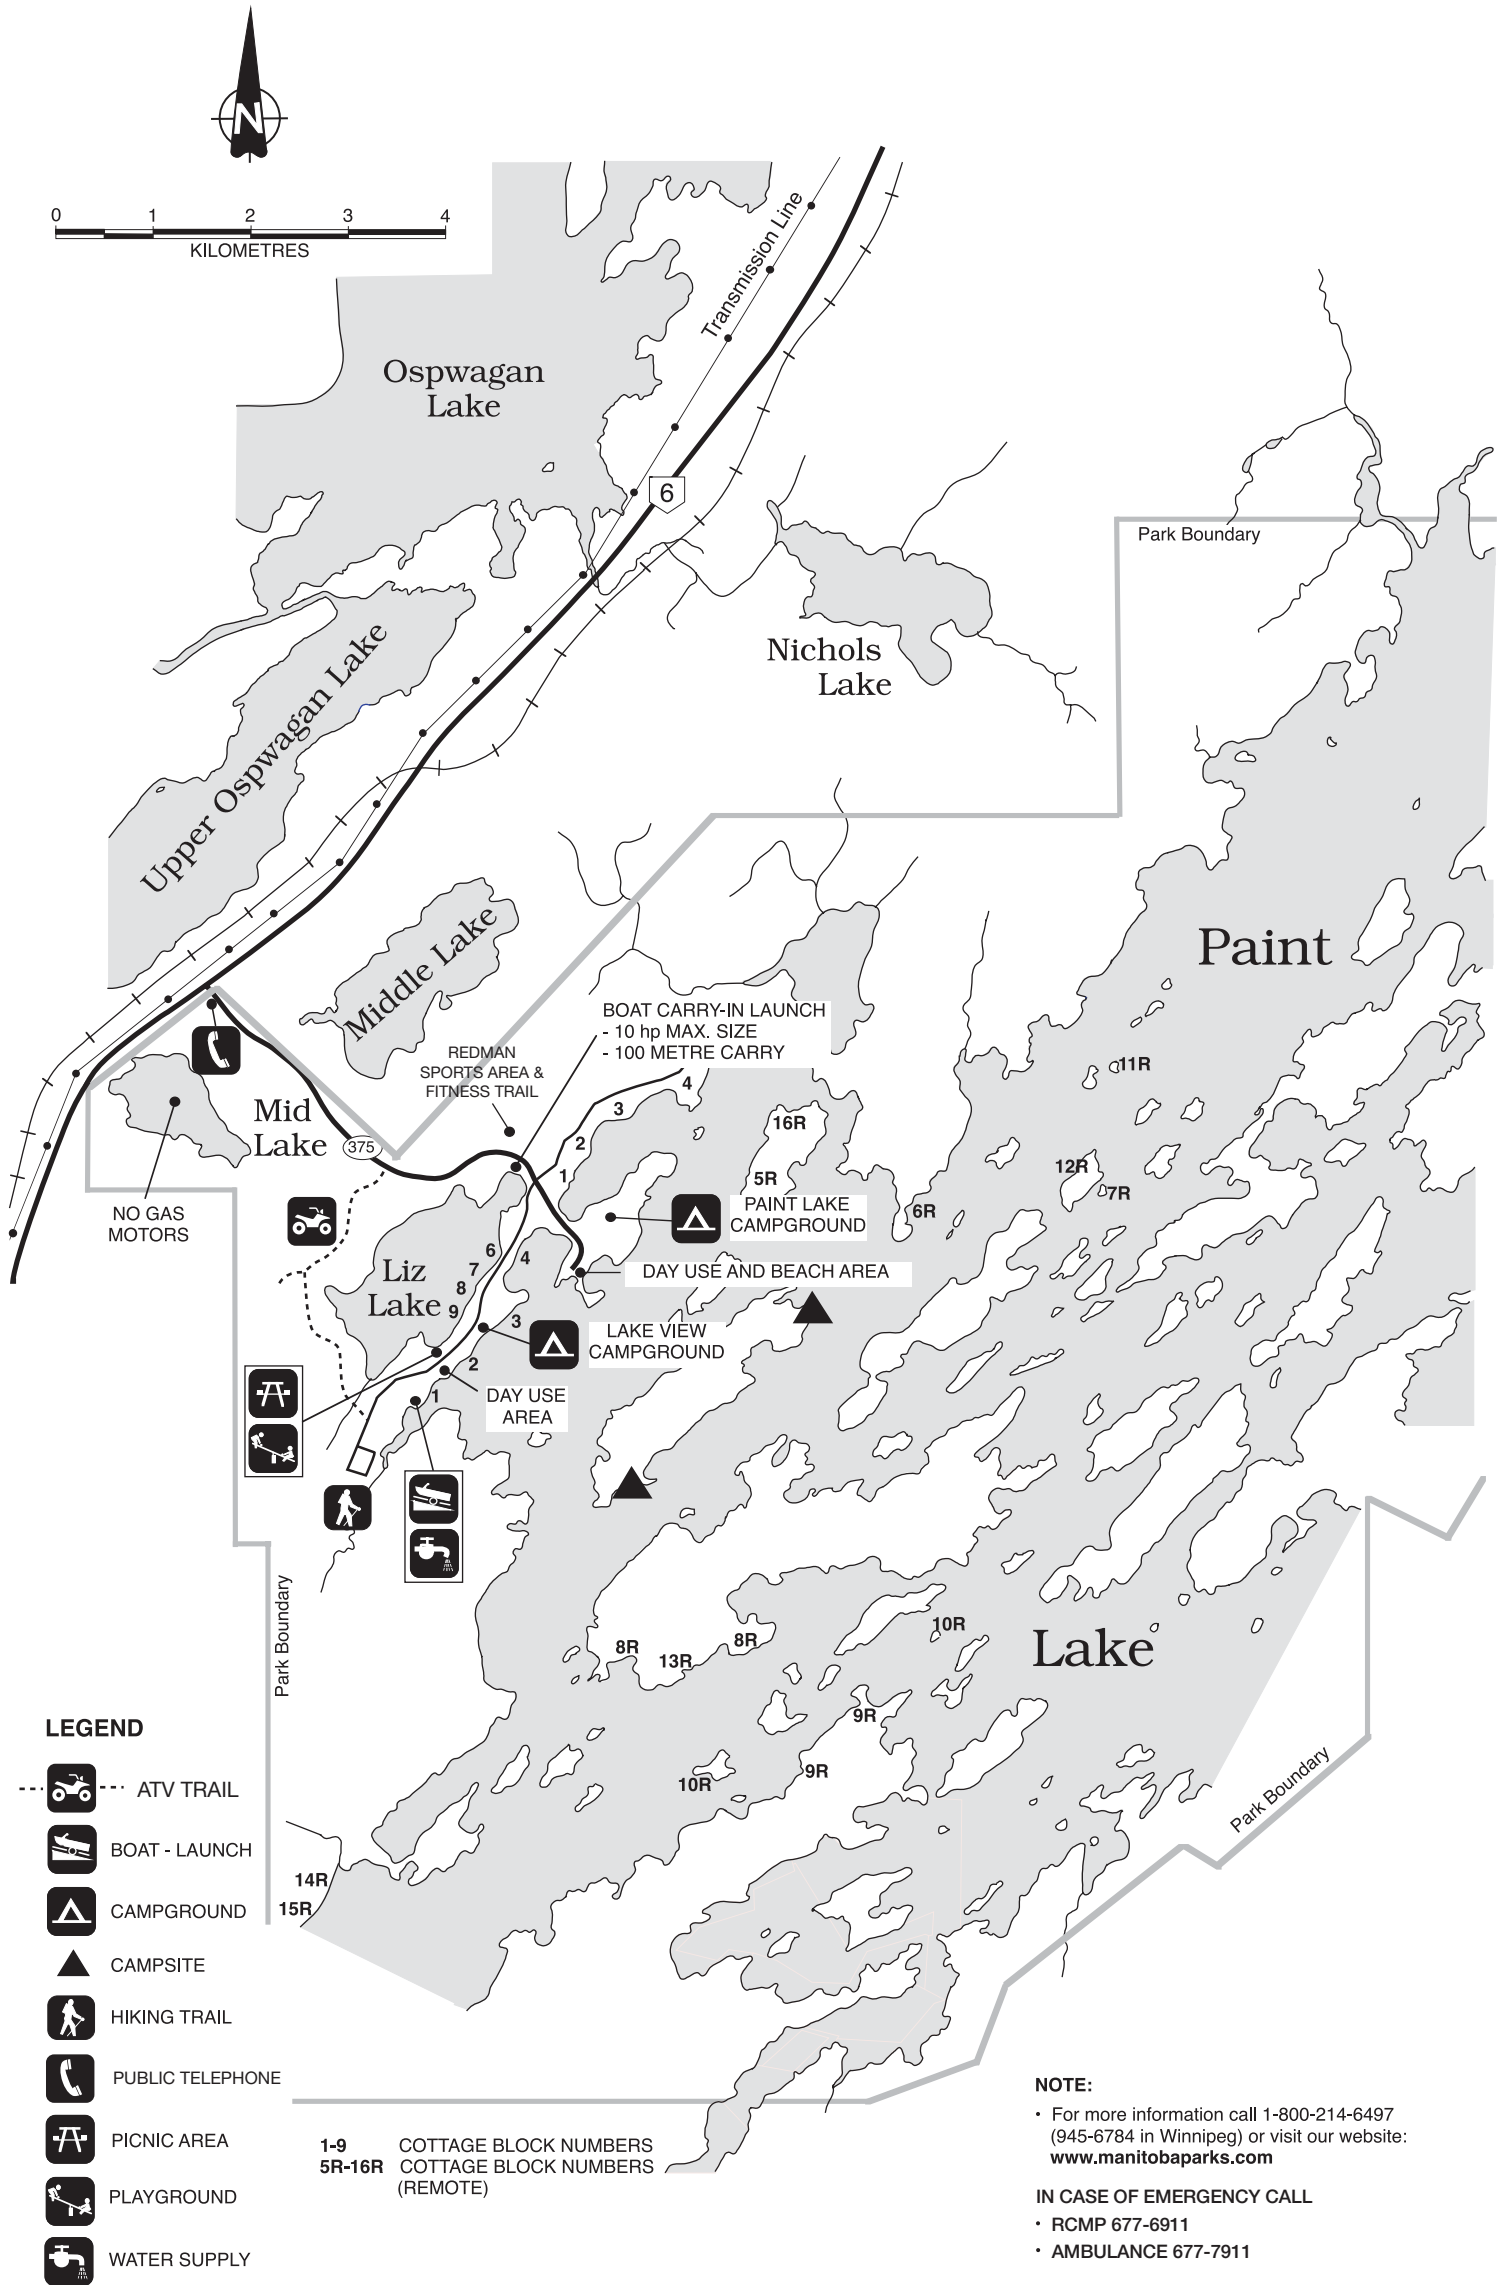 N
0 1 2 3 4
KILOMETRES
Transmission Line
Ospwagan
Lake
6
Park Boundary
Nichols
Lake
Upper Ospwagan Lake
Paint
Middle Lake
BOAT CARRY-IN LAUNCH
- 10 hp MAX. SIZE
- 100 METRE CARRY
REDMAN
SPORTS AREA &
FITNESS TRAIL
4
3
2
1
11R
16R
Mid
Lake
375
12R
7R
5R
6R
NO GAS
MOTORS
PAINT LAKE
CAMPGROUND
6
4
7
8
9
3
Liz
Lake
DAY USE AND BEACH AREA
LAKE VIEW
CAMPGROUND
2
1
DAY USE
AREA
Park Boundary
8R
13R
8R
10R
Lake
9R
9R
10R
Park Boundary
14R
15R
LEGEND
ATV TRAIL
BOAT - LAUNCH
CAMPGROUND
CAMPSITE
HIKING TRAIL
PUBLIC TELEPHONE
PICNIC AREA
PLAYGROUND
WATER SUPPLY
1-9 COTTAGE BLOCK NUMBERS
5R-16R COTTAGE BLOCK NUMBERS
(REMOTE)
NOTE:
• For more information call 1-800-214-6497
(945-6784 in Winnipeg) or visit our website:
www.manitobaparks.com
IN CASE OF EMERGENCY CALL
• RCMP 677-6911
• AMBULANCE 677-7911